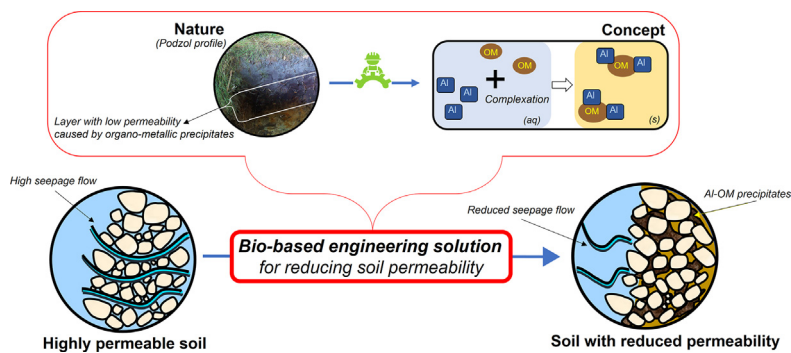 Nature
(Podzol profile)
Layer with low permeability
caused by organo-metallic precipitates
Concept
OM
OM
Al
Al
Al
Complexation
(aq)
Al
OM
Al
Al
OM
Al
(s)
High seepage flow
Highly permeable soil
Bio-based engineering solution
for reducing soil permeability
Reduced seepage flow
Al-OM precipitates
Soil with reduced permeability